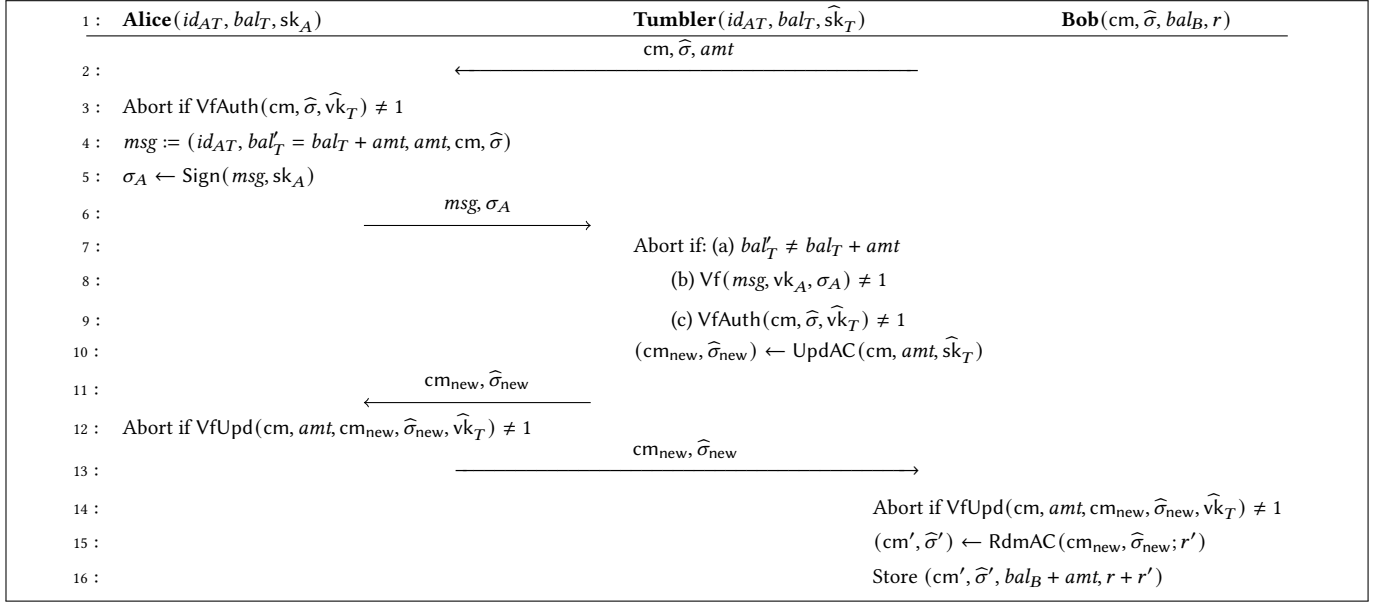 1 : Alice(id_AT, bal_T, sk_A) Tumbler(id_AT, bal_T, ŝk_T) Bob(cm, σ̂, bal_B, r)
cm, σ̂, amt
2 :
3 : Abort if VfAuth(cm, σ̂, v̂k_T) ≠ 1
4 : msg := (id_AT, bal′_T = bal_T + amt, amt, cm, σ̂)
5 : σ_A ← Sign(msg, sk_A)
msg, σ_A
6 :
7 : Abort if: (a) bal′_T ≠ bal_T + amt
8 : (b) Vf(msg, vk_A, σ_A) ≠ 1
9 : (c) VfAuth(cm, σ̂, v̂k_T) ≠ 1
10 : (cm_new, σ̂_new) ← UpdAC(cm, amt, ŝk_T)
cm_new, σ̂_new
11 :
12 : Abort if VfUpd(cm, amt, cm_new, σ̂_new, v̂k_T) ≠ 1
cm_new, σ̂_new
13 :
14 : Abort if VfUpd(cm, amt, cm_new, σ̂_new, v̂k_T) ≠ 1
15 : (cm′, σ̂′) ← RdmAC(cm_new, σ̂_new; r′)
16 : Store (cm′, σ̂′, bal_B + amt, r + r′)